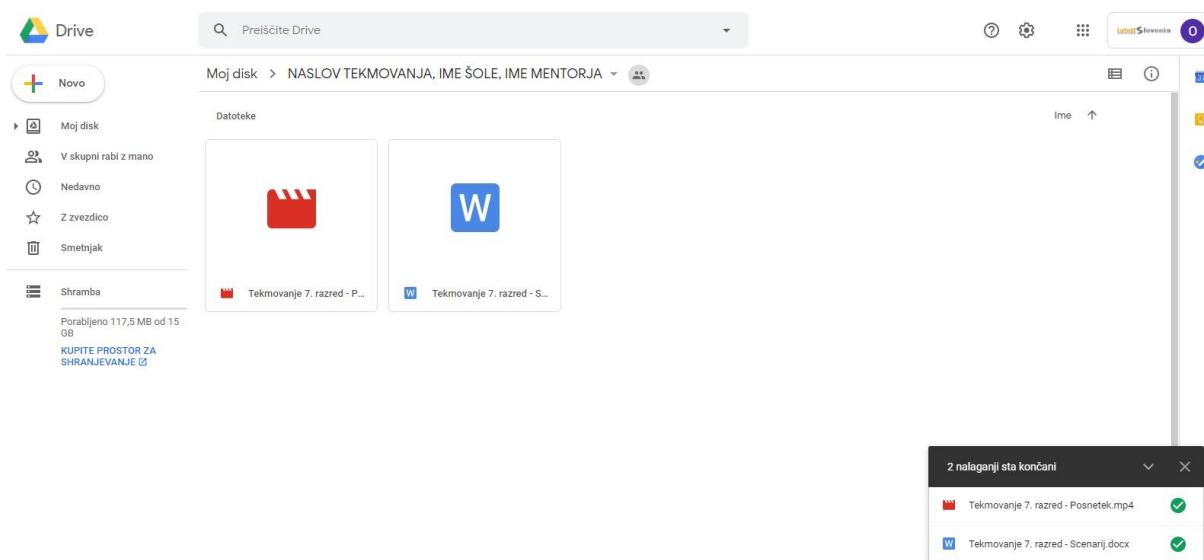 Drive
Preiščite Drive
Slovenia
O
Novo
Moj disk > NASLOV TEKMOVANJA, IME ŠOLE, IME MENTORJA
Moj disk
V skupni rabi z mano
Nedavno
Z zvezdico
Smetnjak
Shramba
Porabljeno 117,5 MB od 15
GB
KUPITE PROSTOR ZA
SHRANJEVANJE
Datoteke
Ime
W
Tekmovanje 7. razred - P...
W Tekmovanje 7. razred - S...
2 nalaganji sta končani
Tekmovanje 7. razred - Posnetek.mp4
W Tekmovanje 7. razred - Scenarij.docx